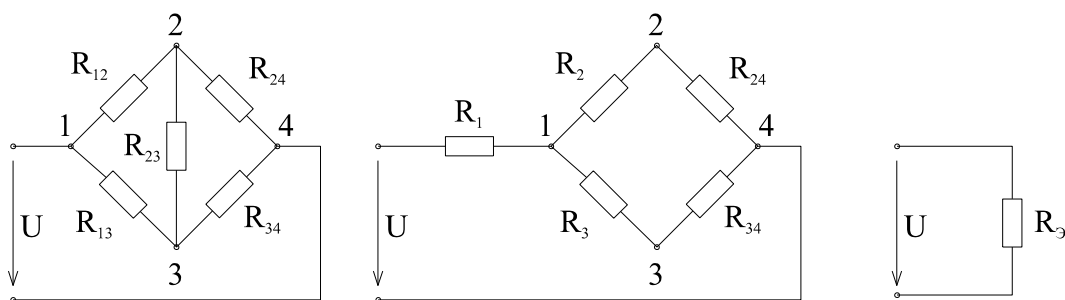 2
R₁₂
R₂₄
1
4
R₂₃
U
R₁₃
R₃₄
3
2
R₂
R₂₄
R₁
1
4
U
R₃
R₃₄
3
U
Rэ